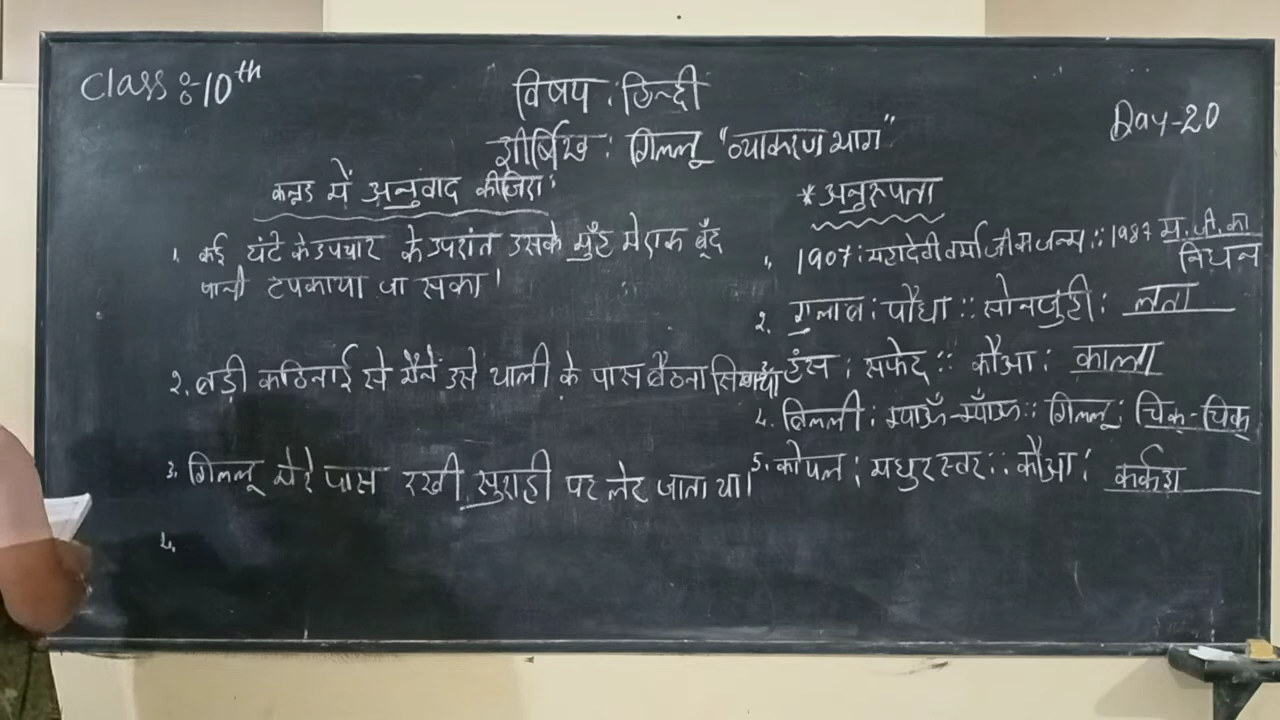 Class :- 10th
विषय : हिन्दी
Day-20
शीर्षिख : गिल्लू "व्याकरण भाग"
कन्नड में अनुवाद कीजिए:
1. कई घंटे के उपचार के उपरांत उसके मुँह मे एक बूँद
पानी टपकाया जा सका।
2. बड़ी कठिनाई से मैंने उसे थाली के पास बैठना सिखाया
3. गिल्लू मेरे पास रखी सुराही पर लेट जाता था।
4.
* अनुरूपता
1. 1907 : महादेवी वर्मा जी का जन्म :: 1987 म.जी.का
निधन
2. गुलाब : पौधा :: सोनजुही : लता
3. हंस : सफेद :: कौआ : काला
4. बिल्ली : म्याऊँ-म्याँऊ :: गिल्लू : चिक्-चिक्
5. कोयल : मधुर स्वर :: कौआ : कर्कश